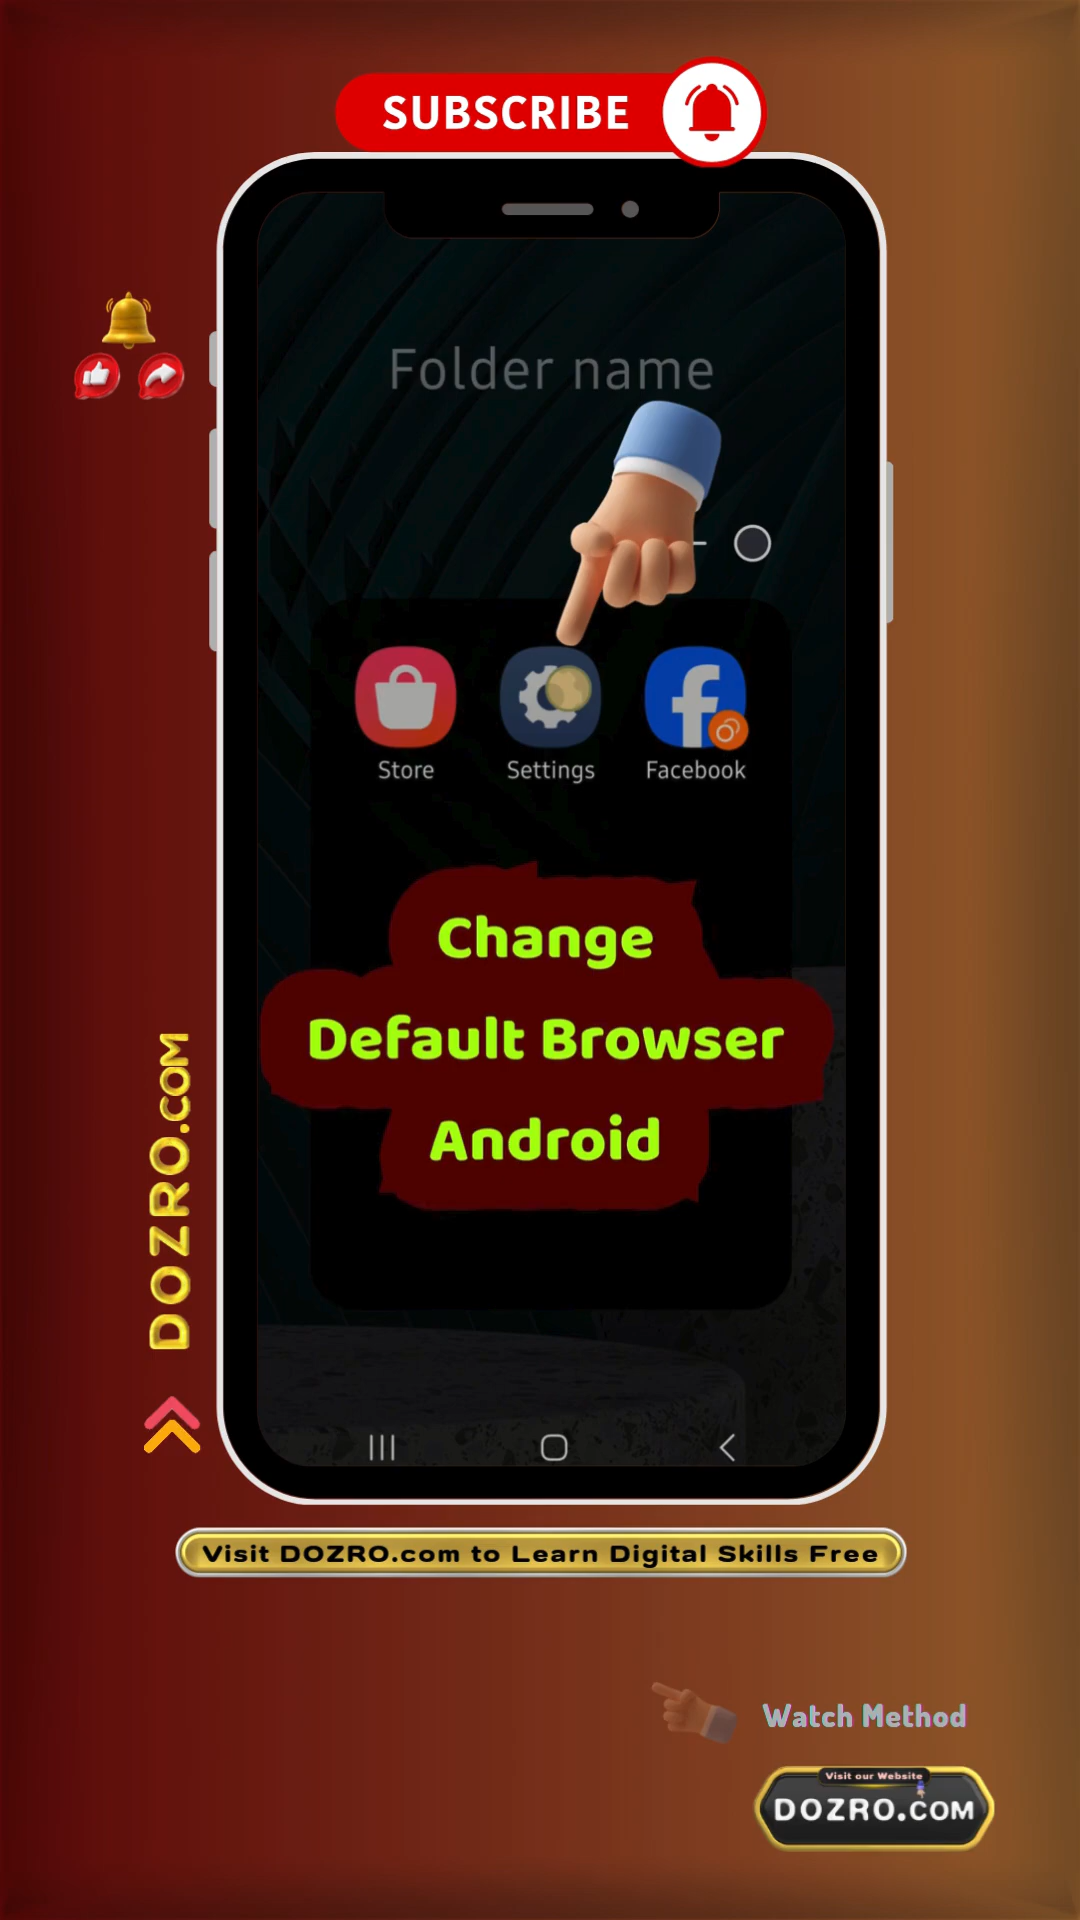 SUBSCRIBE
Folder name
Store
Settings
Facebook
Change
Default Browser
Android
DOZRO.COM
Visit DOZRO.com to Learn Digital Skills Free
Watch Method
Visit our Website
DOZRO.COM